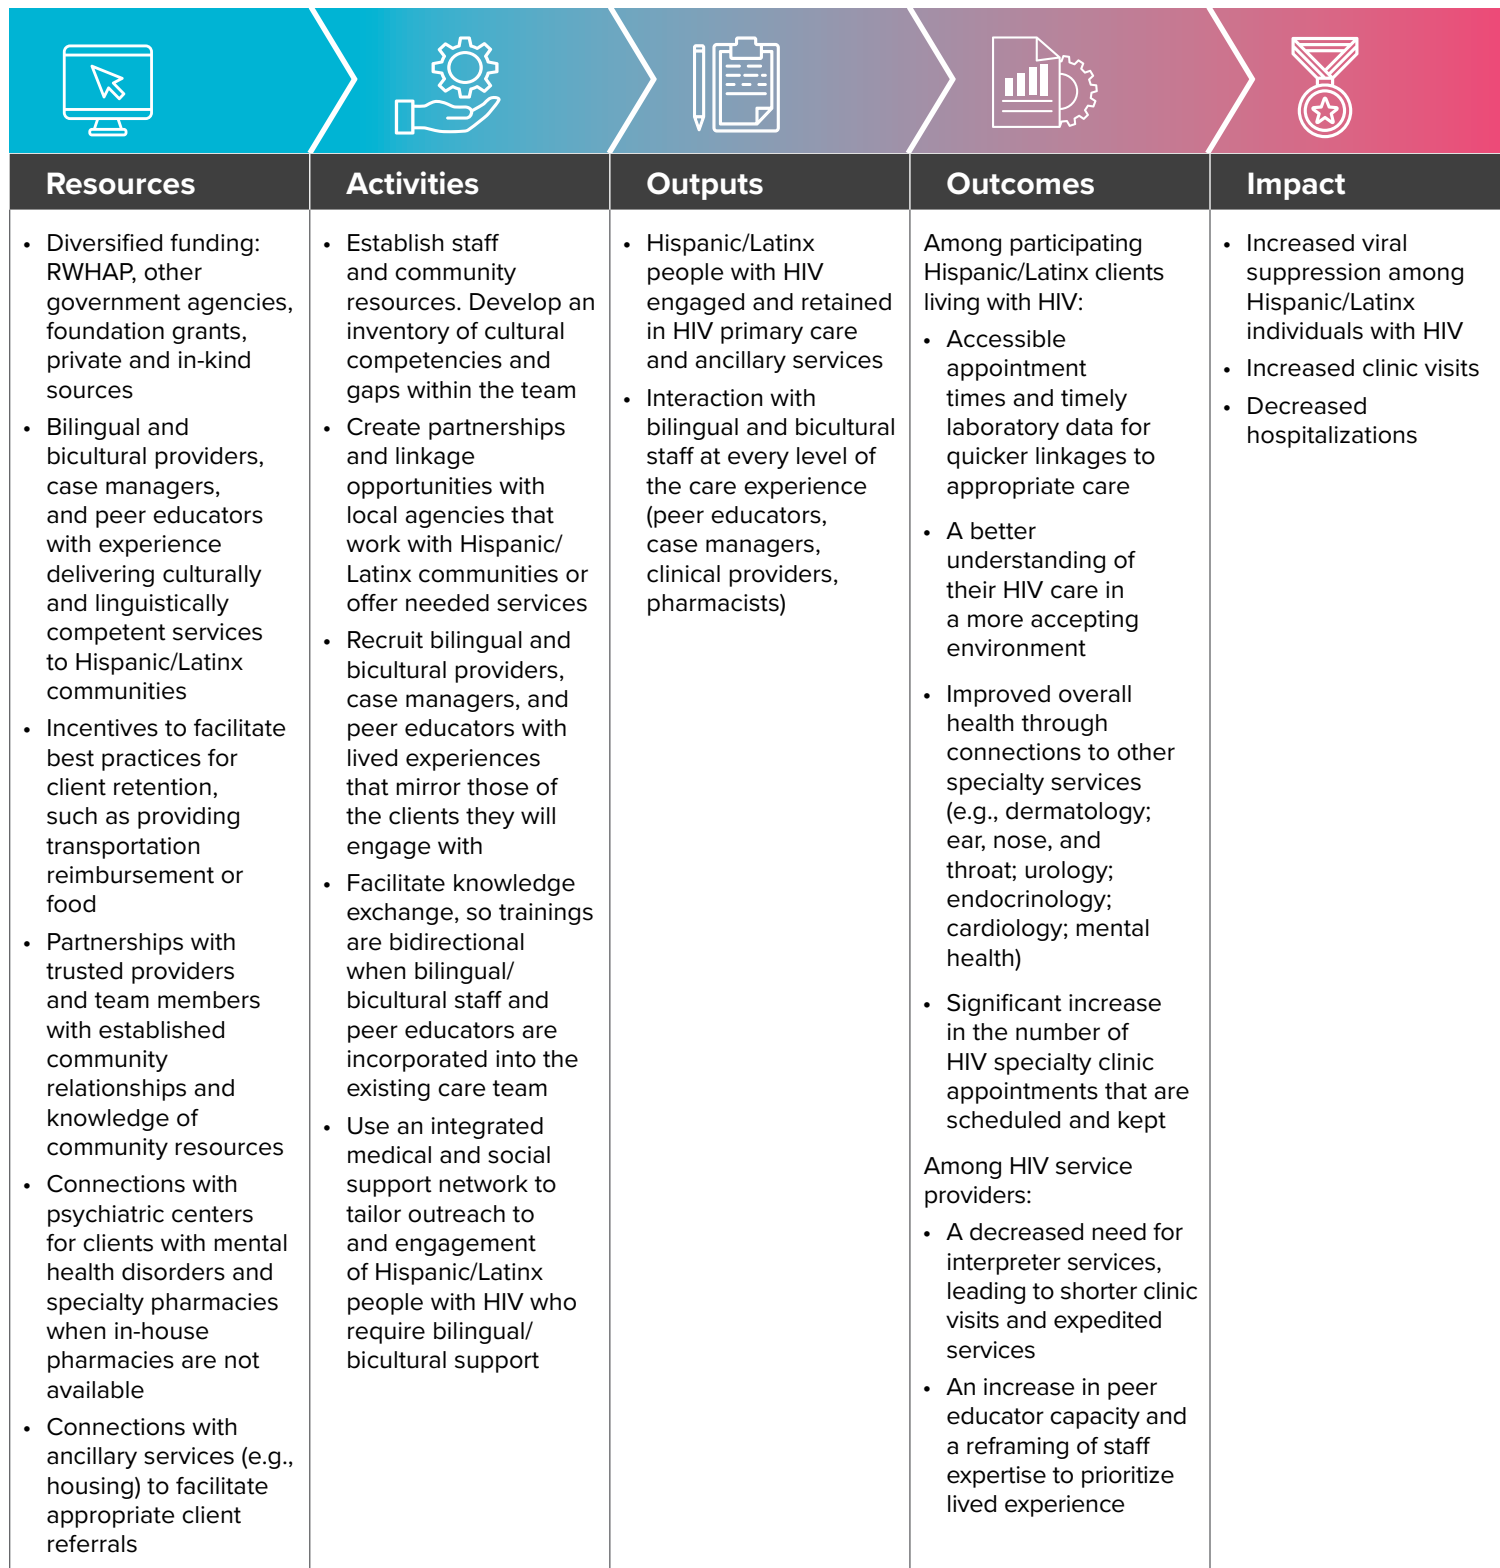 Resources
• Diversified funding:
RWHAP, other
government agencies,
foundation grants,
private and in-kind
sources
• Bilingual and
bicultural providers,
case managers,
and peer educators
with experience
delivering culturally
and linguistically
competent services
to Hispanic/Latinx
communities
• Incentives to facilitate
best practices for
client retention,
such as providing
transportation
reimbursement or
food
• Partnerships with
trusted providers
and team members
with established
community
relationships and
knowledge of
community resources
• Connections with
psychiatric centers
for clients with mental
health disorders and
specialty pharmacies
when in-house
pharmacies are not
available
• Connections with
ancillary services (e.g.,
housing) to facilitate
appropriate client
referrals
Activities
• Establish staff
and community
resources. Develop an
inventory of cultural
competencies and
gaps within the team
• Create partnerships
and linkage
opportunities with
local agencies that
work with Hispanic/
Latinx communities or
offer needed services
• Recruit bilingual and
bicultural providers,
case managers, and
peer educators with
lived experiences
that mirror those of
the clients they will
engage with
• Facilitate knowledge
exchange, so trainings
are bidirectional
when bilingual/
bicultural staff and
peer educators are
incorporated into the
existing care team
• Use an integrated
medical and social
support network to
tailor outreach to
and engagement
of Hispanic/Latinx
people with HIV who
require bilingual/
bicultural support
Outputs
• Hispanic/Latinx
people with HIV
engaged and retained
in HIV primary care
and ancillary services
• Interaction with
bilingual and bicultural
staff at every level of
the care experience
(peer educators,
case managers,
clinical providers,
pharmacists)
Outcomes
Among participating
Hispanic/Latinx clients
living with HIV:
• Accessible
appointment
times and timely
laboratory data for
quicker linkages to
appropriate care
• A better
understanding of
their HIV care in
a more accepting
environment
• Improved overall
health through
connections to other
specialty services
(e.g., dermatology;
ear, nose, and
throat; urology;
endocrinology;
cardiology; mental
health)
• Significant increase
in the number of
HIV specialty clinic
appointments that are
scheduled and kept
Among HIV service
providers:
• A decreased need for
interpreter services,
leading to shorter clinic
visits and expedited
services
• An increase in peer
educator capacity and
a reframing of staff
expertise to prioritize
lived experience
Impact
• Increased viral
suppression among
Hispanic/Latinx
individuals with HIV
• Increased clinic visits
• Decreased
hospitalizations